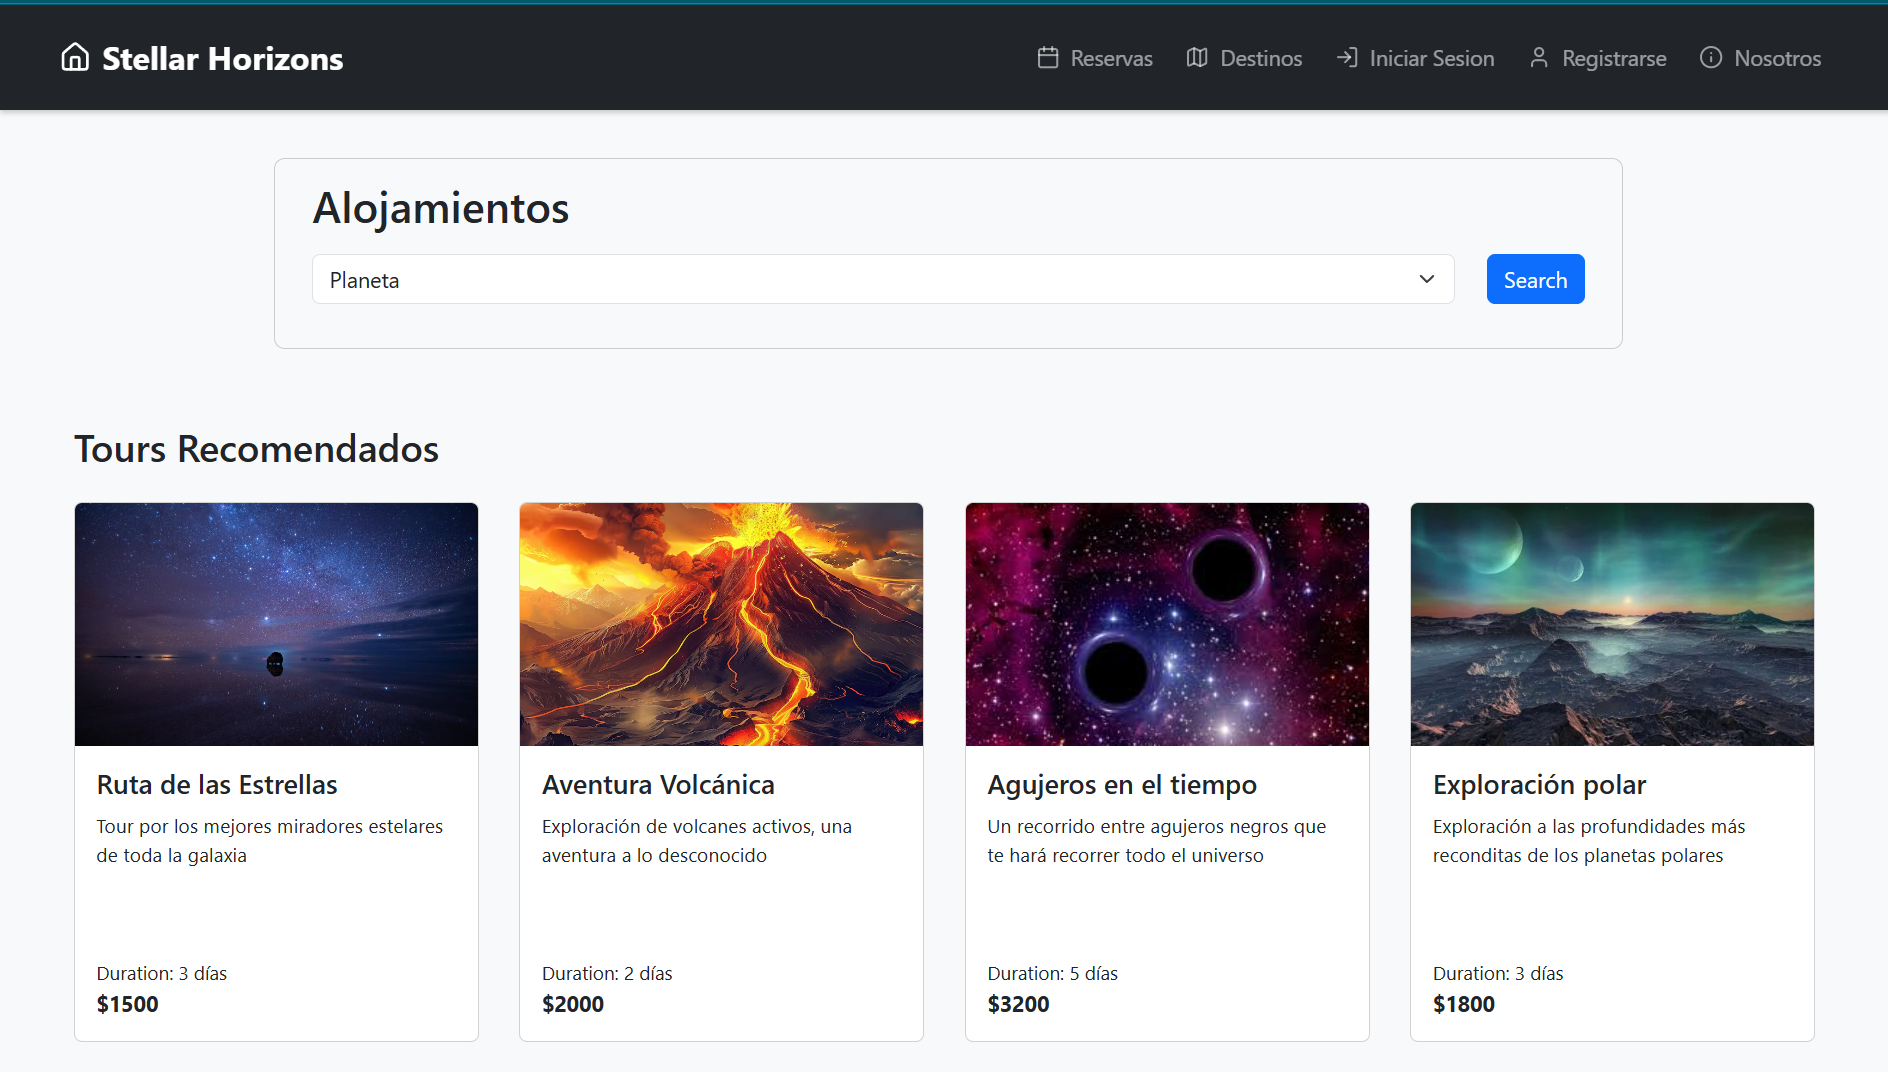 Stellar Horizons
Reservas
Destinos
Iniciar Sesion
Registrarse
Nosotros
Alojamientos
Planeta
Search
Tours Recomendados
Ruta de las Estrellas
Tour por los mejores miradores estelares
de toda la galaxia
Duration: 3 días
$1500
Aventura Volcánica
Exploración de volcanes activos, una
aventura a lo desconocido
Duration: 2 días
$2000
Agujeros en el tiempo
Un recorrido entre agujeros negros que
te hará recorrer todo el universo
Duration: 5 días
$3200
Exploración polar
Exploración a las profundidades más
reconditas de los planetas polares
Duration: 3 días
$1800